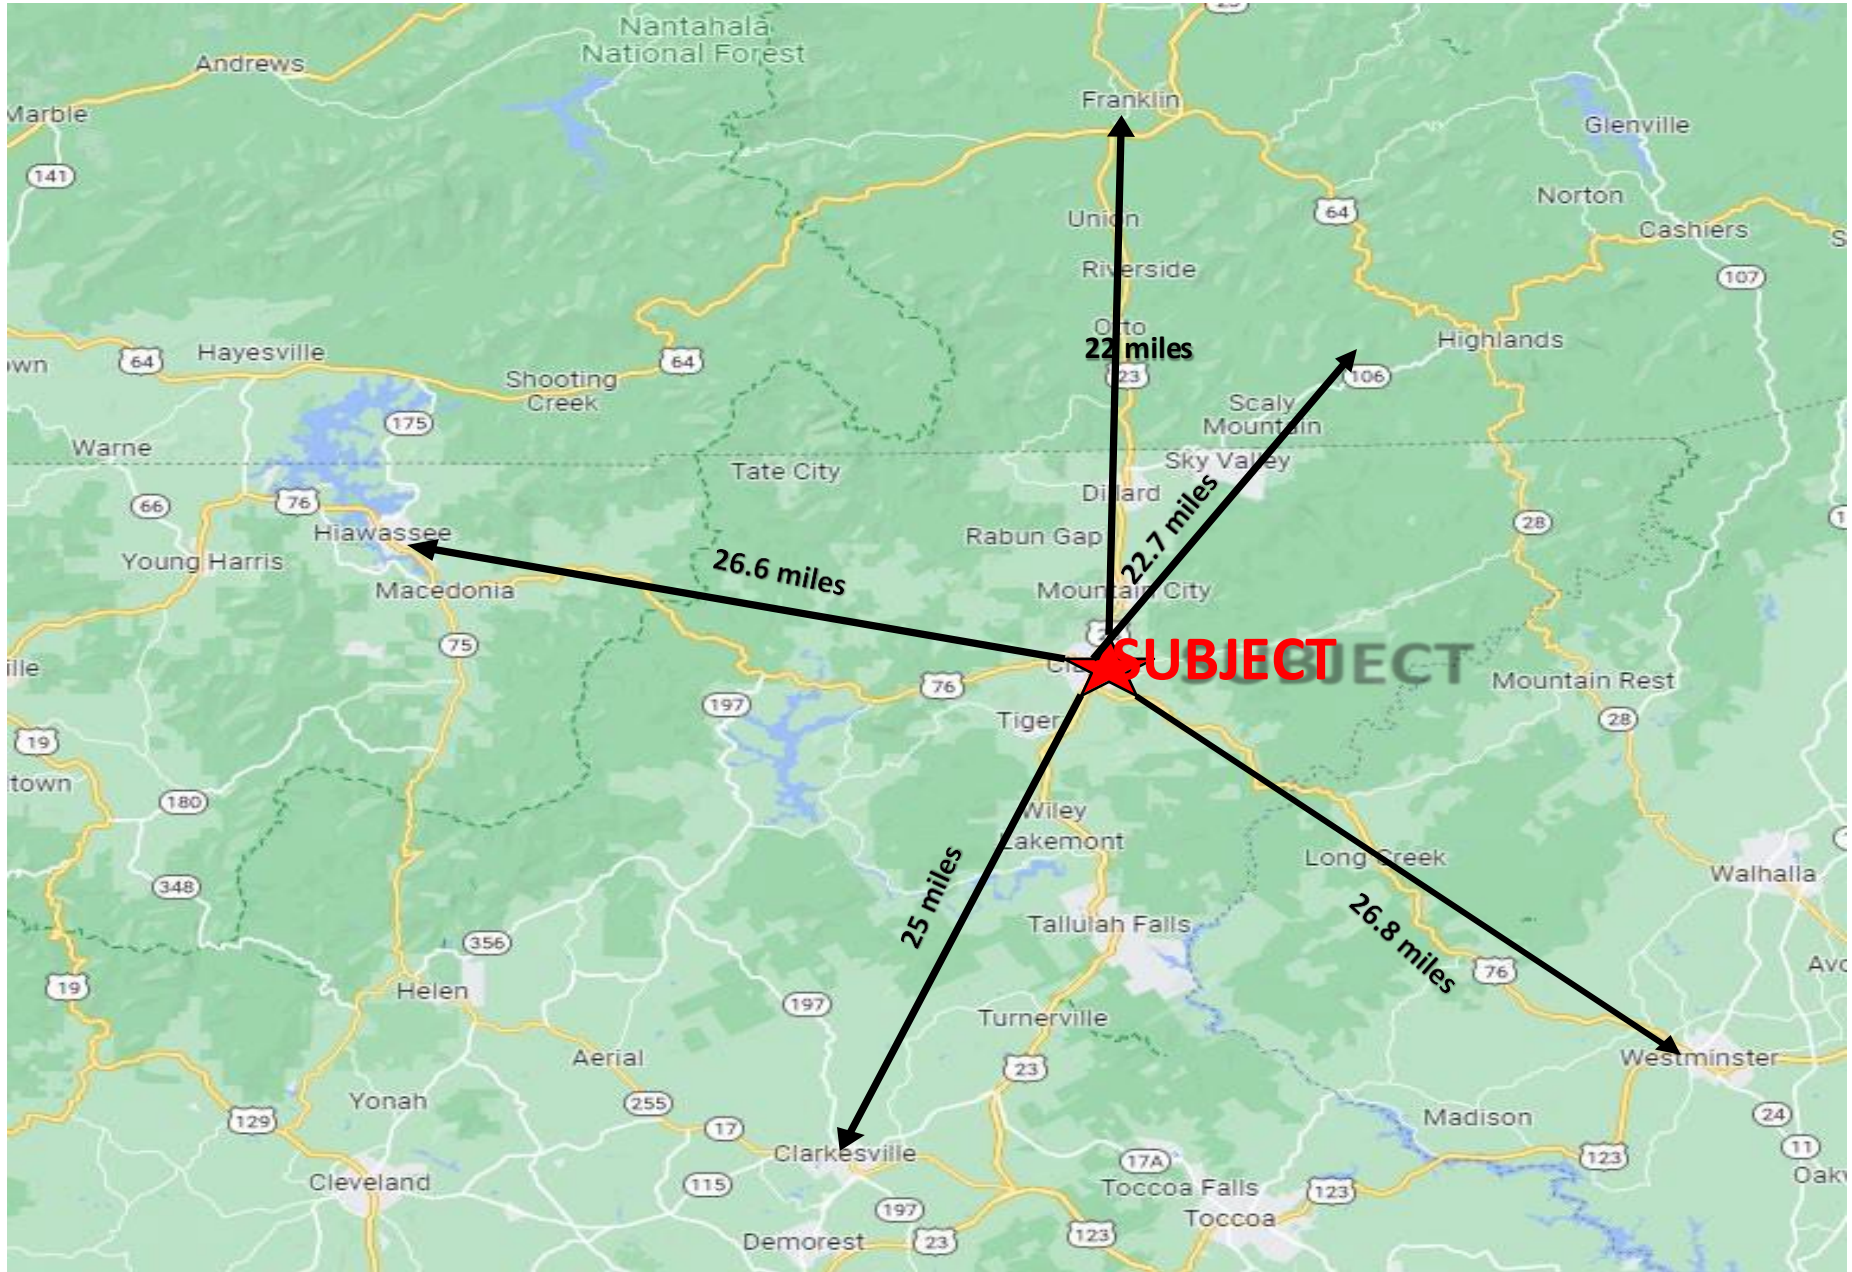 Nantahala
National Forest
23
Andrews
Franklin
Marble
Glenville
141
Norton
64
Union
Cashiers
Riverside
107
Otto
22 miles
Highlands
Hayesville
64
64
own
23
106
Shooting
Creek
Scaly
Mountain
175
Warne
Sky Valley
Tate City
Dillard
66
76
22.7 miles
28
Hiawassee
Rabun Gap
Young Harris
26.6 miles
Macedonia
Mountain City
75
SUBJECT
ille
76
Mountain Rest
197
Tiger
28
19
town
180
Wiley
Lakemont
Long Creek
Walhalla
348
25 miles
26.8 miles
Tallulah Falls
356
76
19
Helen
197
Turnerville
Aerial
23
Westminster
Yonah
255
129
17
Madison
24
Clarkesville
17A
123
11
Cleveland
115
Toccoa Falls
123
197
Toccoa
Demorest
23
123